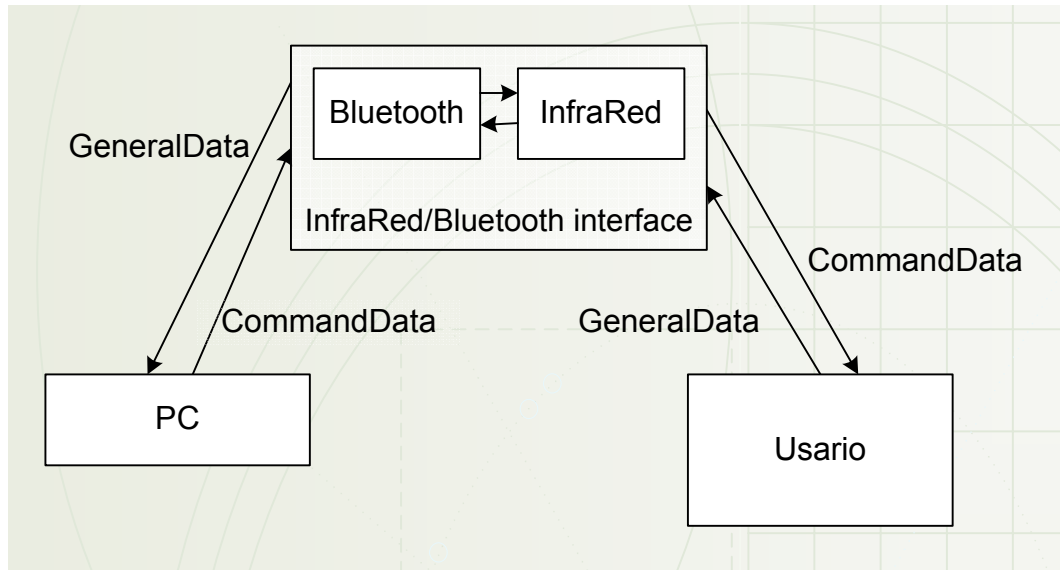 Bluetooth
InfraRed
InfraRed/Bluetooth interface
GeneralData
CommandData
CommandData
GeneralData
PC
Usario